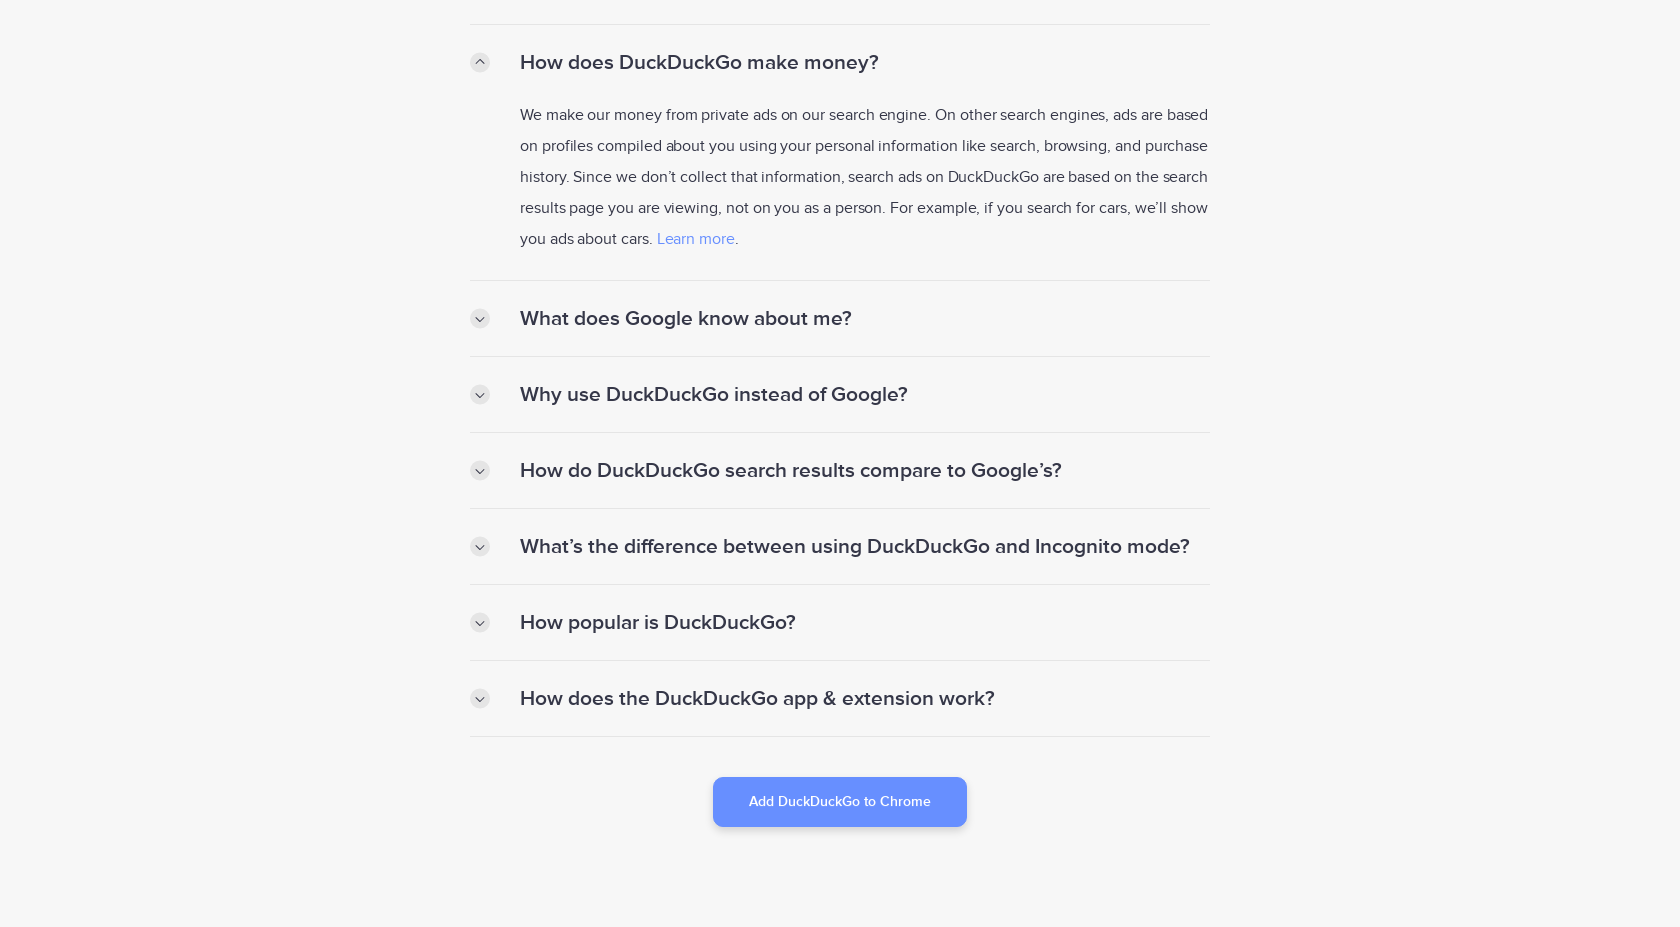 How does DuckDuckGo make money?
We make our money from private ads on our search engine. On other search engines, ads are based
on profiles compiled about you using your personal information like search, browsing, and purchase
history. Since we don’t collect that information, search ads on DuckDuckGo are based on the search
results page you are viewing, not on you as a person. For example, if you search for cars, we’ll show
you ads about cars. Learn more.
What does Google know about me?
Why use DuckDuckGo instead of Google?
How do DuckDuckGo search results compare to Google’s?
What’s the difference between using DuckDuckGo and Incognito mode?
How popular is DuckDuckGo?
How does the DuckDuckGo app & extension work?
Add DuckDuckGo to Chrome